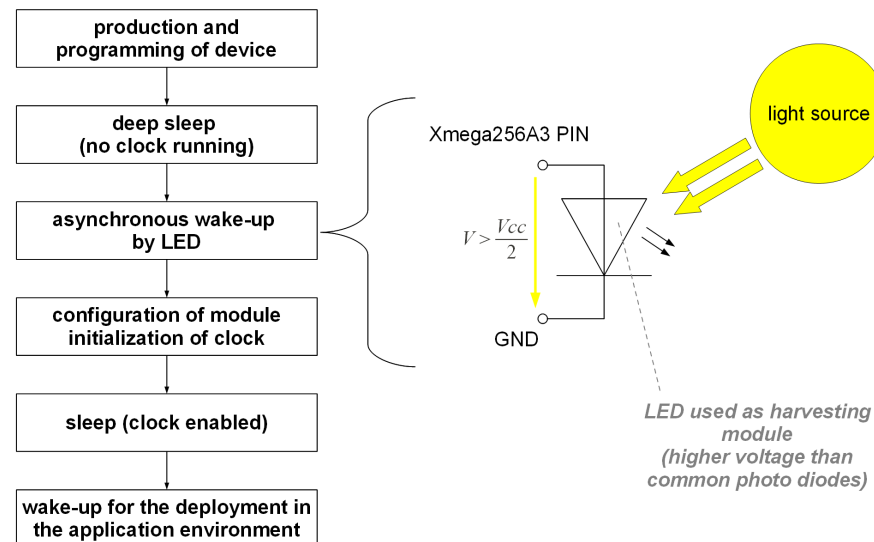 production and
programming of device
deep sleep
(no clock running)
asynchronous wake-up
by LED
configuration of module
initialization of clock
sleep (clock enabled)
wake-up for the deployment in
the application environment
Xmega256A3 PIN
V > Vcc
2
GND
light source
LED used as harvesting
module
(higher voltage than
common photo diodes)